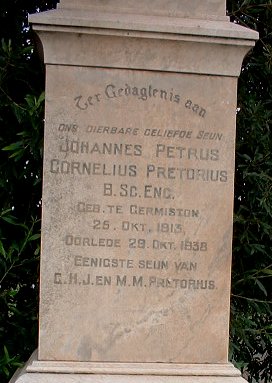 Ter Gedagtenis aan
ONS DIERBARE GELIEFDE SEUN
JOHANNES PETRUS
CORNELIUS PRETORIUS
B. SC. ENG.
GEB. TE GERMISTON
25. OKT. 1913,
OORLEDE 29. OKT. 1938
EENIGSTE SEUN VAN
G. H. J. EN M. M. PRETORIUS.